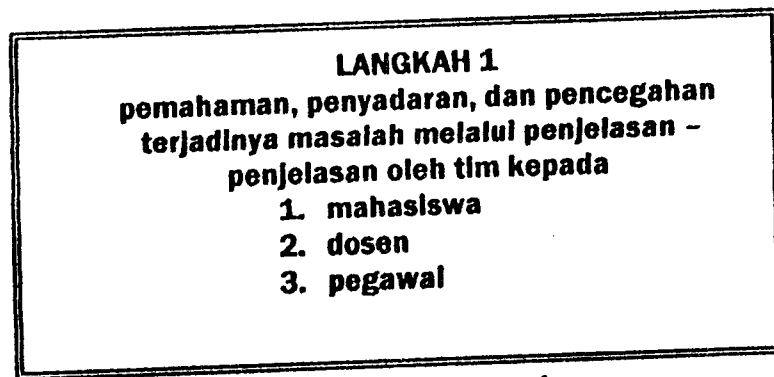 LANGKAH 1
pemahaman, penyadaran, dan pencegahan
terjadinya masalah melalui penjelasan –
penjelasan oleh tim kepada
1. mahasiswa
2. dosen
3. pegawai